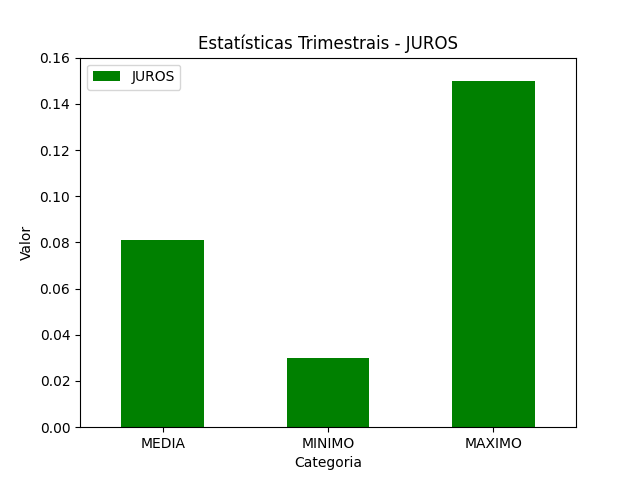 Estatísticas Trimestrais - JUROS
JUROS
0.16
0.14
0.12
0.10
0.08
0.06
0.04
0.02
0.00
Valor
MEDIA
MINIMO
MAXIMO
Categoria